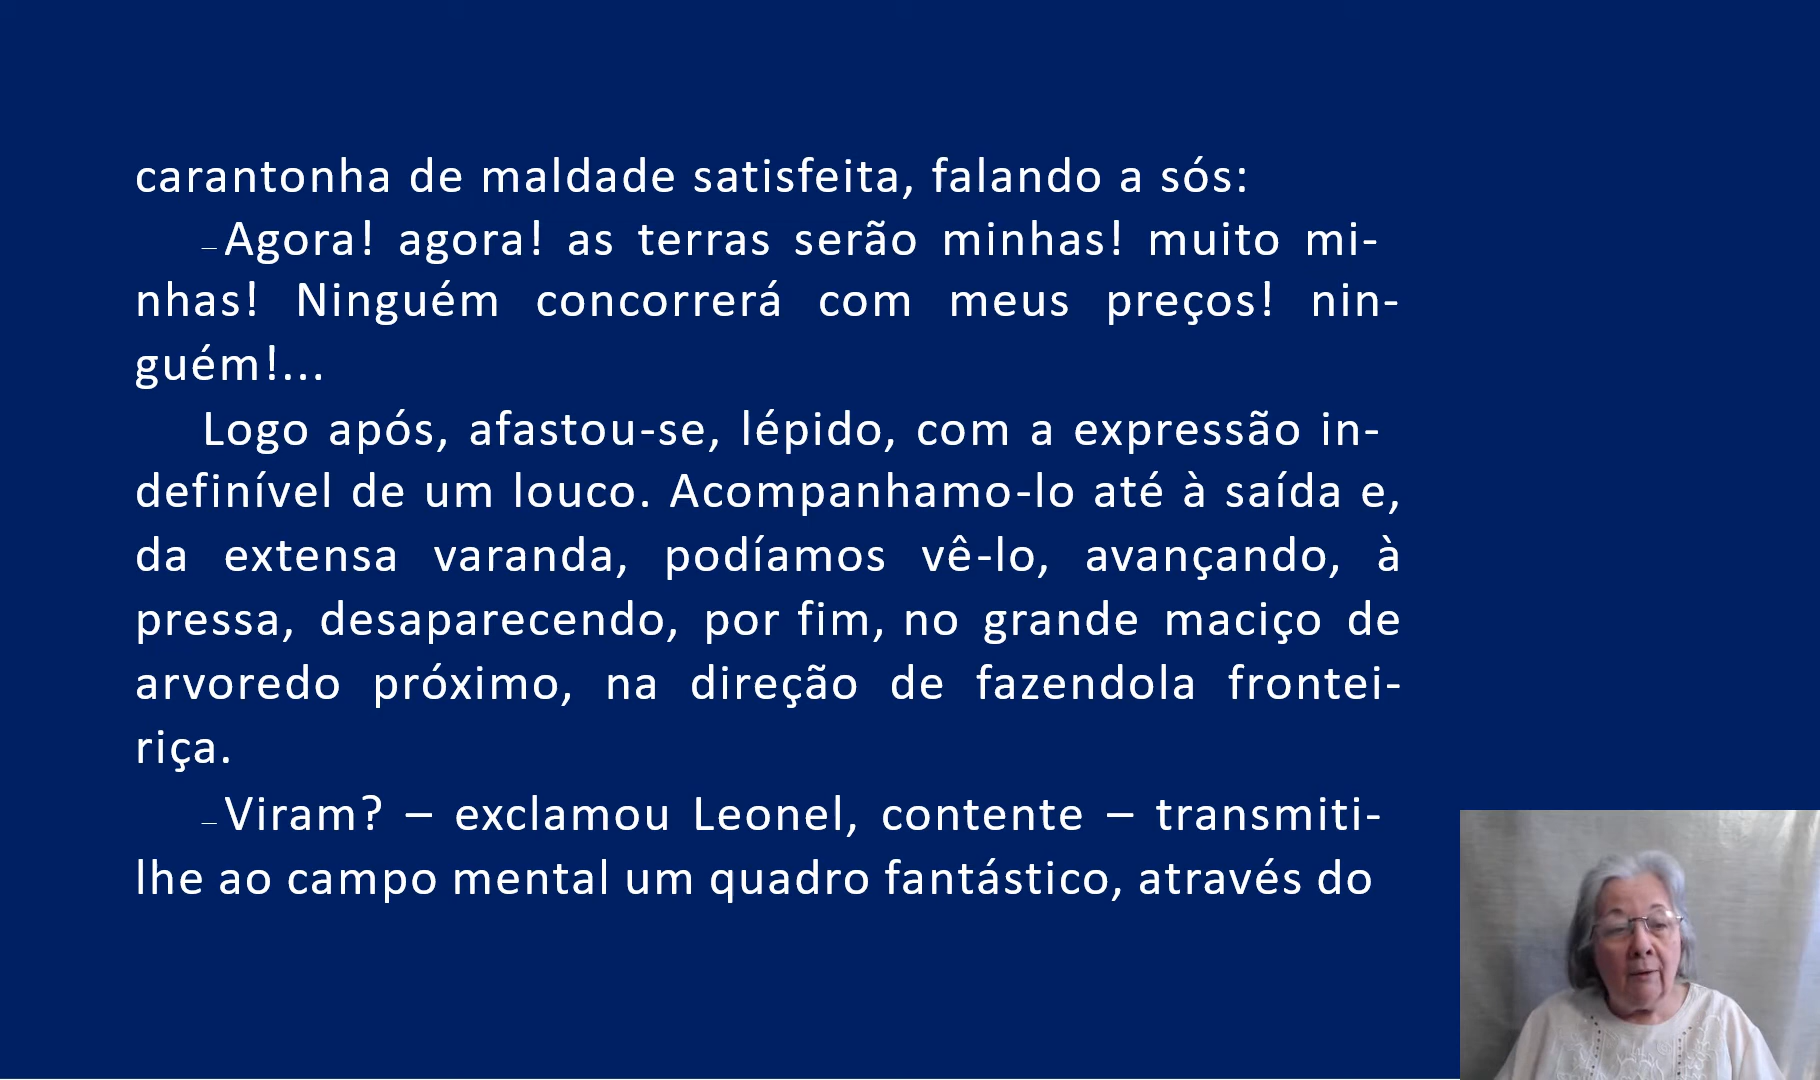 carantonha de maldade satisfeita, falando a sós:
–Agora! agora! as terras serão minhas! muito mi-
nhas! Ninguém concorrerá com meus preços! nin-
guém!...
Logo após, afastou-se, lépido, com a expressão in-
definível de um louco. Acompanhamo-lo até à saída e,
da extensa varanda, podíamos vê-lo, avançando, à
pressa, desaparecendo, por fim, no grande maciço de
arvoredo próximo, na direção de fazendola frontei-
riça.
–Viram? – exclamou Leonel, contente – transmiti-
lhe ao campo mental um quadro fantástico, através do